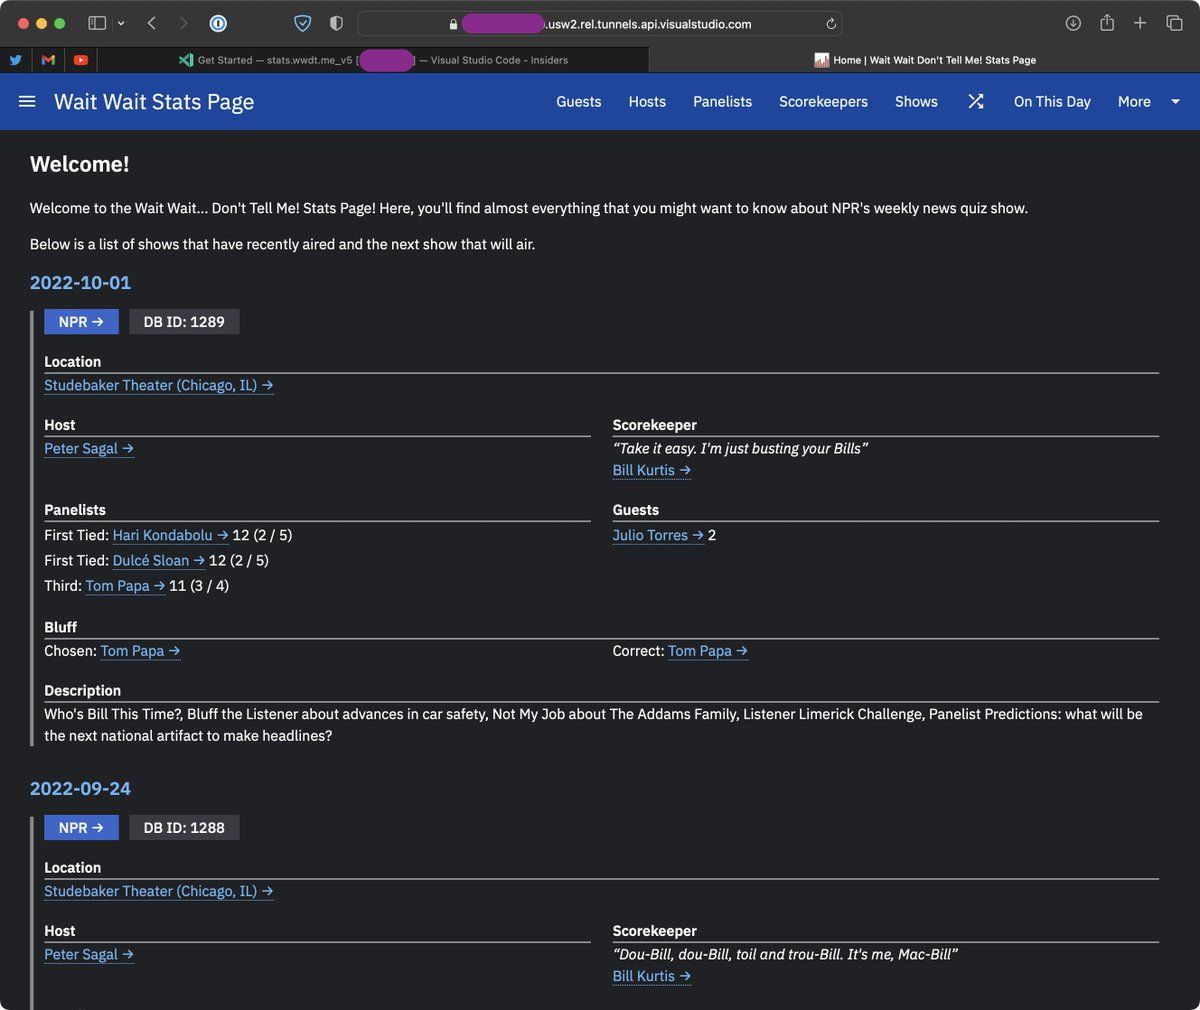 .usw2.rel.tunnels.api.visualstudio.com
Get Started — stats.wwdt.me_v5 [ ] — Visual Studio Code - Insiders
Home | Wait Wait Don't Tell Me! Stats Page
Wait Wait Stats Page
Guests Hosts Panelists Scorekeepers Shows On This Day More
Welcome!
Welcome to the Wait Wait... Don't Tell Me! Stats Page! Here, you'll find almost everything that you might want to know about NPR's weekly news quiz show.
Below is a list of shows that have recently aired and the next show that will air.
2022-10-01
NPR → DB ID: 1289
Location
Studebaker Theater (Chicago, IL) →
Host
Peter Sagal →
Scorekeeper
“Take it easy. I'm just busting your Bills”
Bill Kurtis →
Panelists
First Tied: Hari Kondabolu → 12 (2 / 5)
First Tied: Dulcé Sloan → 12 (2 / 5)
Third: Tom Papa → 11 (3 / 4)
Guests
Julio Torres → 2
Bluff
Chosen: Tom Papa →
Correct: Tom Papa →
Description
Who's Bill This Time?, Bluff the Listener about advances in car safety, Not My Job about The Addams Family, Listener Limerick Challenge, Panelist Predictions: what will be
the next national artifact to make headlines?
2022-09-24
NPR → DB ID: 1288
Location
Studebaker Theater (Chicago, IL) →
Host
Peter Sagal →
Scorekeeper
“Dou-Bill, dou-Bill, toil and trou-Bill. It's me, Mac-Bill”
Bill Kurtis →